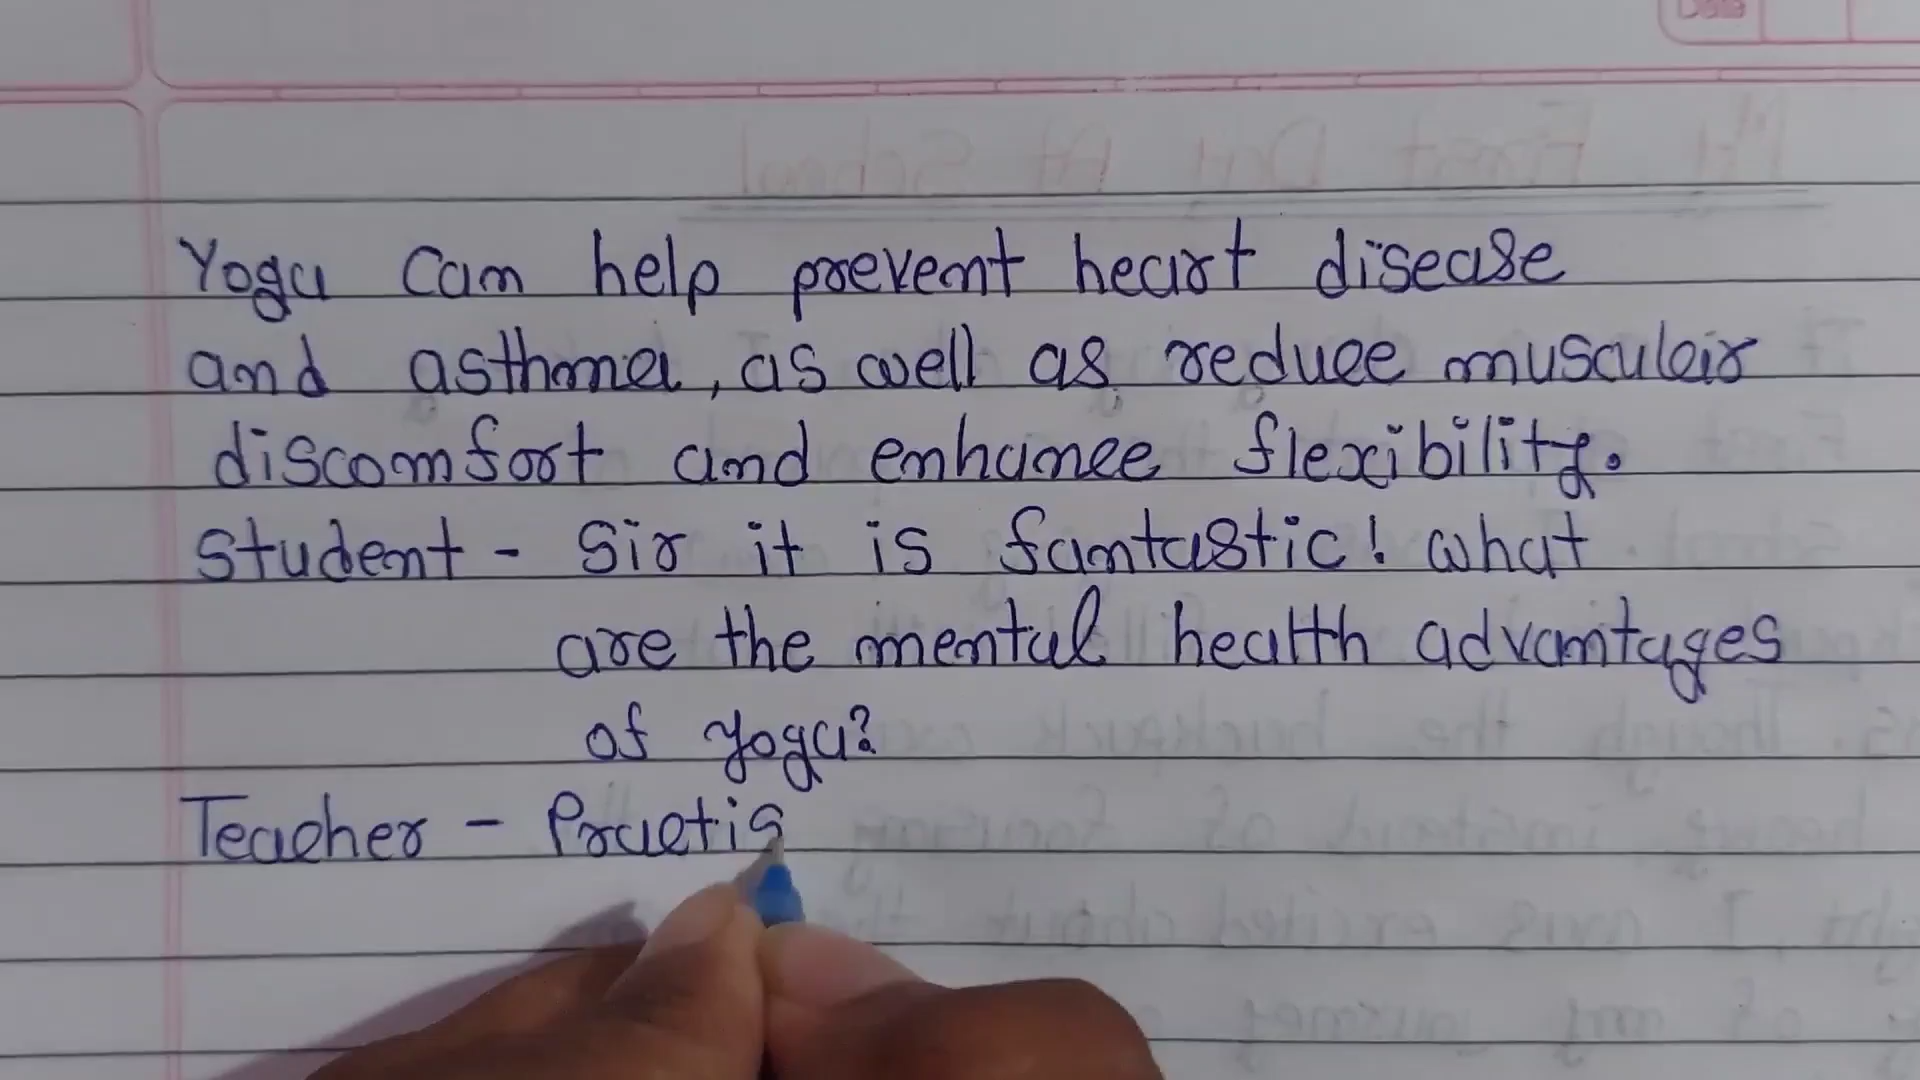 Date
Yoga can help prevent heart disease
and asthma, as well as reduce muscular
discomfort and enhance flexibility.
Student - Sir it is fantastic! what
are the mental health advantages
of yoga?
Teacher - Practis